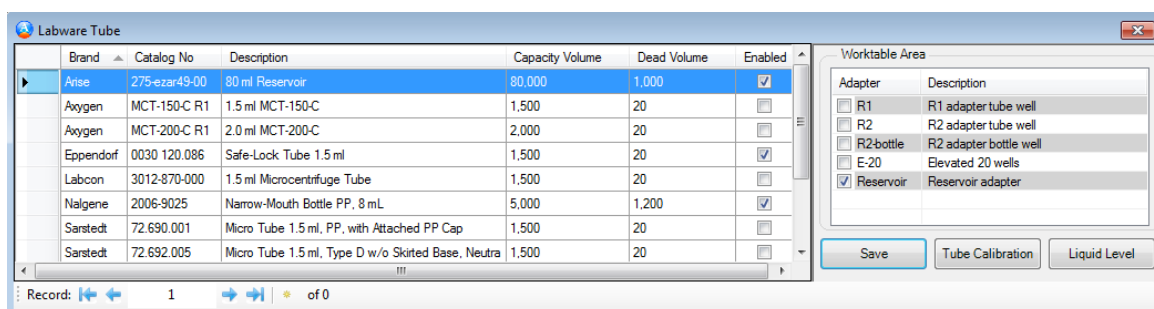 Labware Tube
Brand Catalog No Description Capacity Volume Dead Volume Enabled
Arise 275-ezar49-00 80 ml Reservoir 80,000 1,000
Axygen MCT-150-C R1 1.5 ml MCT-150-C 1,500 20
Axygen MCT-200-C R1 2.0 ml MCT-200-C 2,000 20
Eppendorf 0030 120.086 Safe-Lock Tube 1.5 ml 1,500 20
Labcon 3012-870-000 1.5 ml Microcentrifuge Tube 1,500 20
Nalgene 2006-9025 Narrow-Mouth Bottle PP, 8 mL 5,000 1,200
Sarstedt 72.690.001 Micro Tube 1.5 ml, PP, with Attached PP Cap 1,500 20
Sarstedt 72.692.005 Micro Tube 1.5 ml, Type D w/o Skirted Base, Neutra 1,500 20
Record: 1 of 0
Worktable Area
Adapter Description
R1 R1 adapter tube well
R2 R2 adapter tube well
R2-bottle R2 adapter bottle well
E-20 Elevated 20 wells
Reservoir Reservoir adapter
Save Tube Calibration Liquid Level